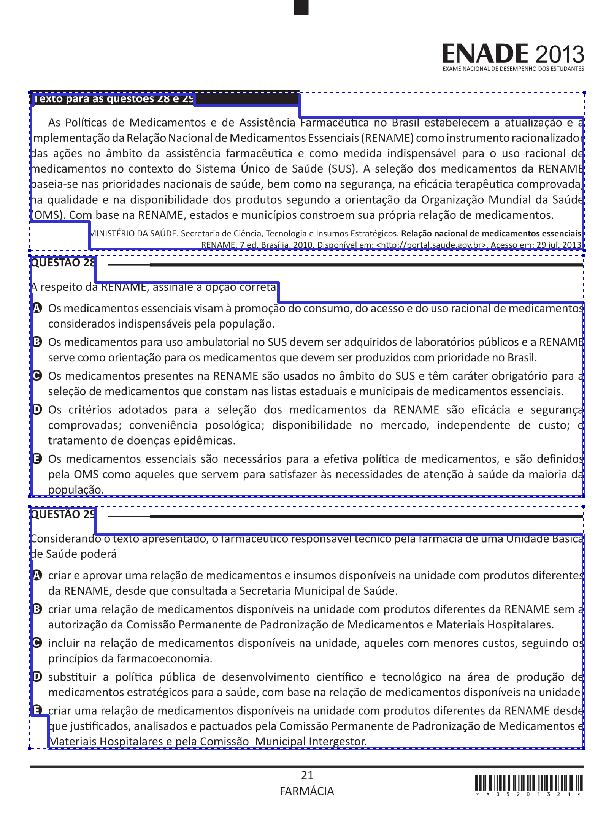 ENADE 2013
EXAME NACIONAL DE DESEMPENHO DOS ESTUDANTES
Texto para as questões 28 e 29
As Políticas de Medicamentos e de Assistência Farmacêutica no Brasil estabelecem a atualização e a
implementação da Relação Nacional de Medicamentos Essenciais (RENAME) como instrumento racionalizador
das ações no âmbito da assistência farmacêutica e como medida indispensável para o uso racional de
medicamentos no contexto do Sistema Único de Saúde (SUS). A seleção dos medicamentos da RENAME
baseia-se nas prioridades nacionais de saúde, bem como na segurança, na eficácia terapêutica comprovada,
na qualidade e na disponibilidade dos produtos segundo a orientação da Organização Mundial da Saúde
(OMS). Com base na RENAME, estados e municípios constroem sua própria relação de medicamentos.
MINISTÉRIO DA SAÚDE. Secretaria de Ciência, Tecnologia e Insumos Estratégicos. Relação nacional de medicamentos essenciais:
RENAME. 7 ed. Brasília, 2010. Disponível em: <http://portal.saude.gov.br>. Acesso em: 29 jul. 2013.
QUESTÃO 28
A respeito da RENAME, assinale a opção correta.
A Os medicamentos essenciais visam à promoção do consumo, do acesso e do uso racional de medicamentos
considerados indispensáveis pela população.
B Os medicamentos para uso ambulatorial no SUS devem ser adquiridos de laboratórios públicos e a RENAME
serve como orientação para os medicamentos que devem ser produzidos com prioridade no Brasil.
C Os medicamentos presentes na RENAME são usados no âmbito do SUS e têm caráter obrigatório para a
seleção de medicamentos que constam nas listas estaduais e municipais de medicamentos essenciais.
D Os critérios adotados para a seleção dos medicamentos da RENAME são eficácia e segurança
comprovadas; conveniência posológica; disponibilidade no mercado, independente de custo; e
tratamento de doenças epidêmicas.
E Os medicamentos essenciais são necessários para a efetiva política de medicamentos, e são definidos
pela OMS como aqueles que servem para satisfazer às necessidades de atenção à saúde da maioria da
população.
QUESTÃO 29
Considerando o texto apresentado, o farmacêutico responsável técnico pela farmácia de uma Unidade Básica
de Saúde poderá
A criar e aprovar uma relação de medicamentos e insumos disponíveis na unidade com produtos diferentes
da RENAME, desde que consultada a Secretaria Municipal de Saúde.
B criar uma relação de medicamentos disponíveis na unidade com produtos diferentes da RENAME sem a
autorização da Comissão Permanente de Padronização de Medicamentos e Materiais Hospitalares.
C incluir na relação de medicamentos disponíveis na unidade, aqueles com menores custos, seguindo os
princípios da farmacoeconomia.
D substituir a política pública de desenvolvimento científico e tecnológico na área de produção de
medicamentos estratégicos para a saúde, com base na relação de medicamentos disponíveis na unidade.
E criar uma relação de medicamentos disponíveis na unidade com produtos diferentes da RENAME desde
que justificados, analisados e pactuados pela Comissão Permanente de Padronização de Medicamentos e
Materiais Hospitalares e pela Comissão Municipal Intergestor.
21
FARMÁCIA